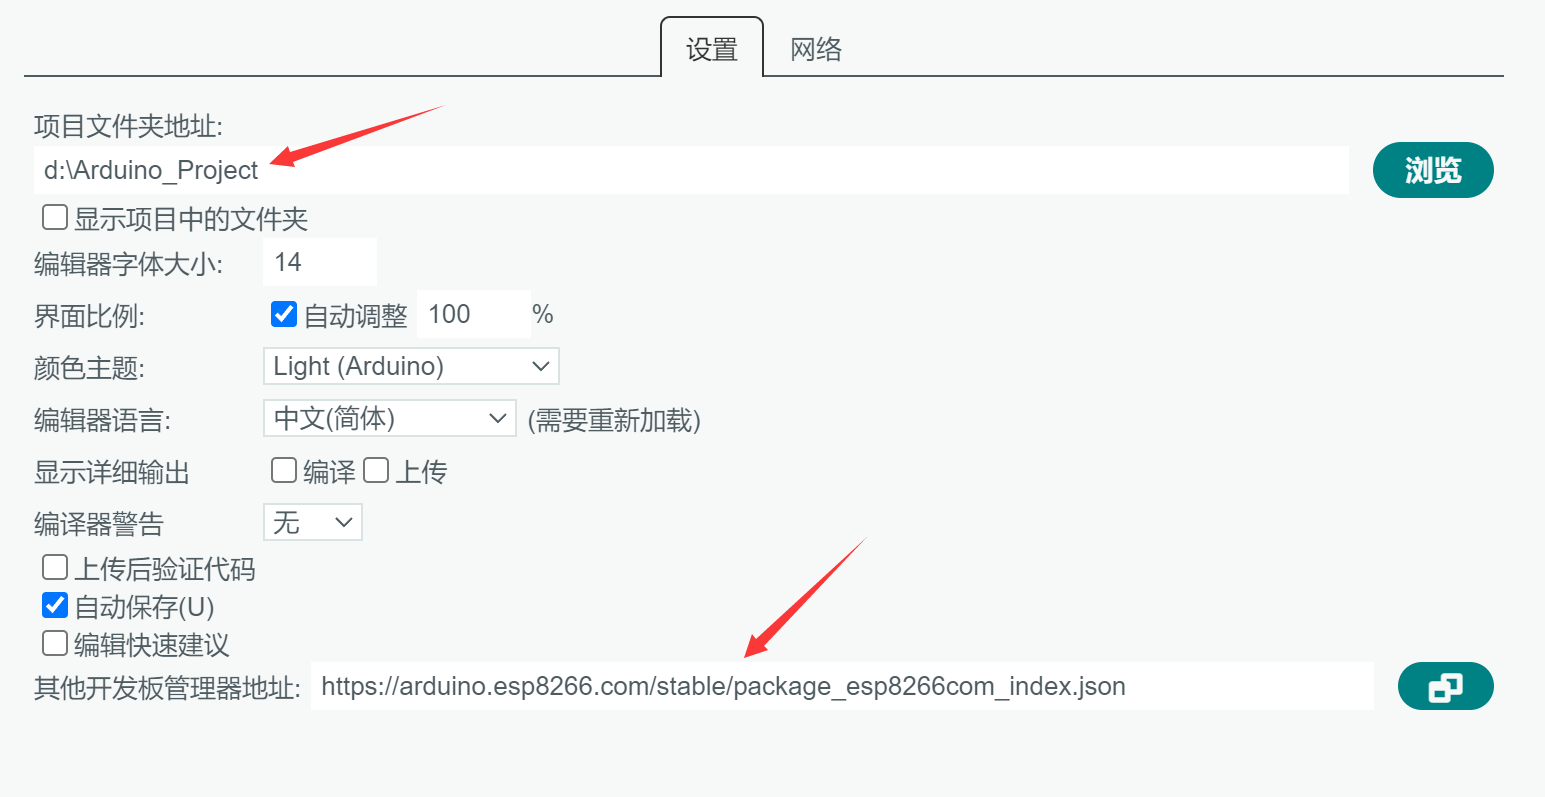 设置 网络
项目文件夹地址:
d:\Arduino_Project 浏览
显示项目中的文件夹
编辑器字体大小: 14
界面比例: 自动调整 100 %
颜色主题: Light (Arduino)
编辑器语言: 中文(简体) (需要重新加载)
显示详细输出 编译 上传
编译器警告 无
上传后验证代码
自动保存(U)
编辑快速建议
其他开发板管理器地址: https://arduino.esp8266.com/stable/package_esp8266com_index.json